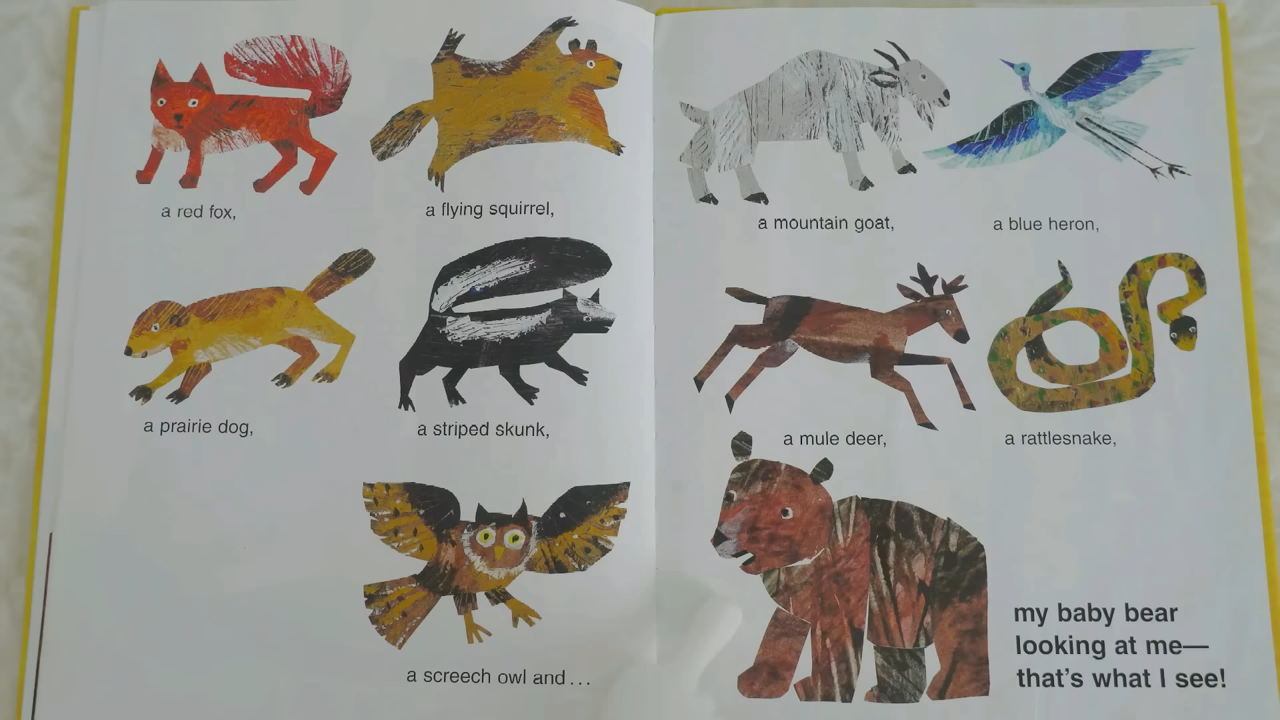 a red fox,
a flying squirrel,
a prairie dog,
a striped skunk,
a screech owl and...
a mountain goat,
a blue heron,
a mule deer,
a rattlesnake,
my baby bear
looking at me—
that's what I see!